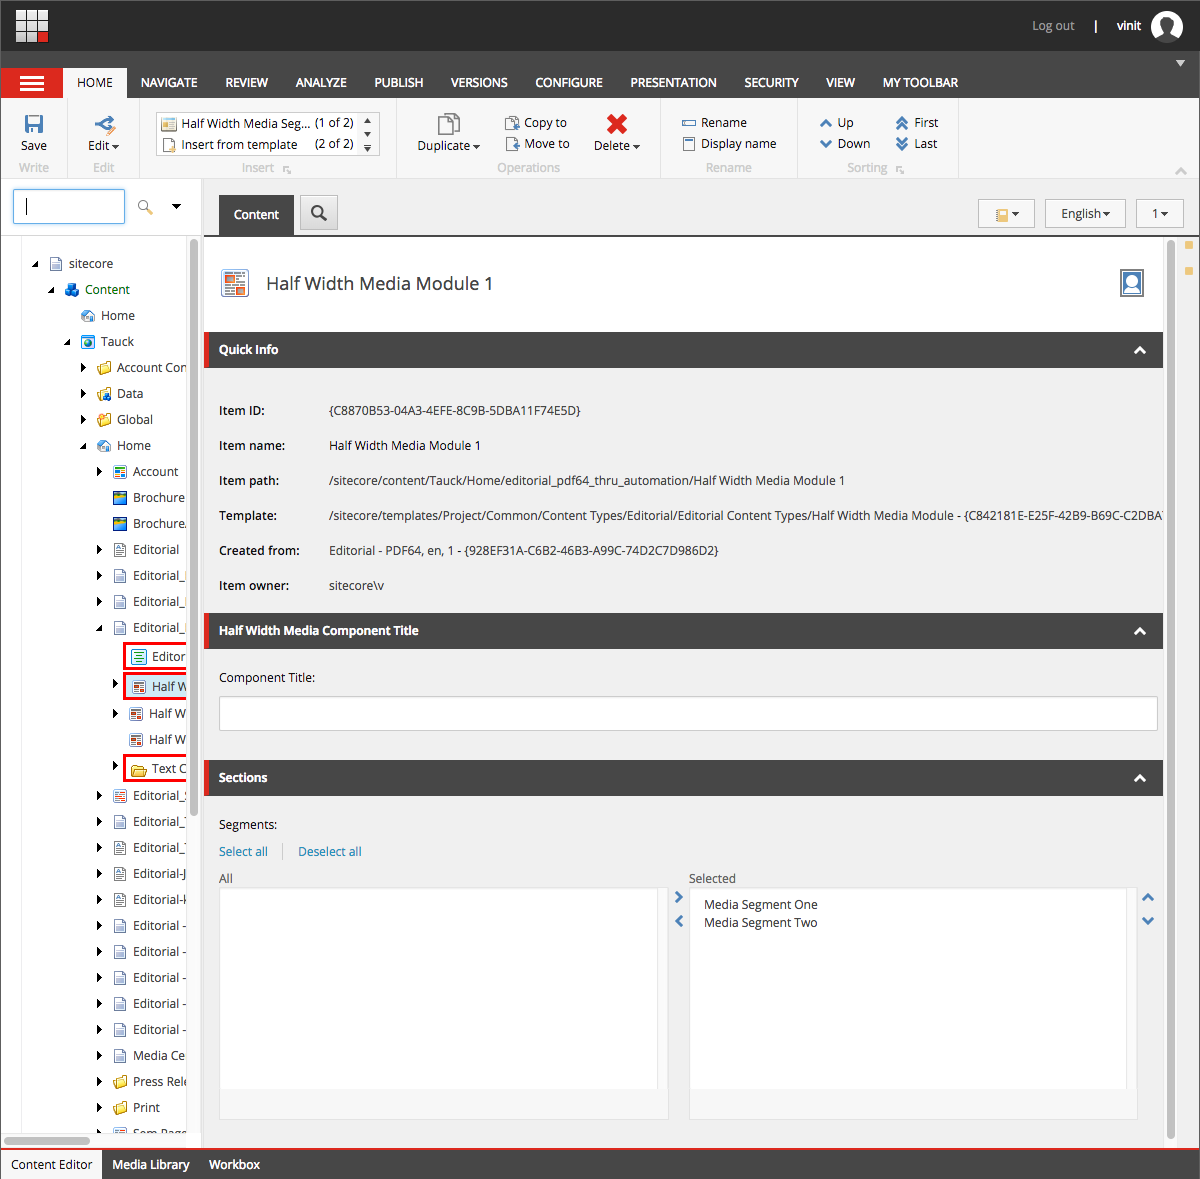 Log out | vinit
HOME NAVIGATE REVIEW ANALYZE PUBLISH VERSIONS CONFIGURE PRESENTATION SECURITY VIEW MY TOOLBAR
Half Width Media Seg... (1 of 2)
Insert from template (2 of 2)
Save
Edit
Duplicate
Copy to
Move to
Delete
Rename
Display name
Up
Down
First
Last
Write Edit Insert Operations Rename Sorting
Content
English
1
sitecore
Content
Home
Tauck
Account Con
Data
Global
Home
Account
Brochure
Brochure
Editorial
Editorial_
Editorial_
Editorial_
Editor
Half W
Half W
Half W
Text C
Editorial_
Editorial_
Editorial_
Editorial-J
Editorial-K
Editorial -
Editorial -
Editorial -
Editorial -
Editorial -
Media Ce
Press Rele
Print
Sem Page
Half Width Media Module 1
Quick Info
Item ID: {C8870B53-04A3-4EFE-8C9B-5DBA11F74E5D}
Item name: Half Width Media Module 1
Item path: /sitecore/content/Tauck/Home/editorial_pdf64_thru_automation/Half Width Media Module 1
Template: /sitecore/templates/Project/Common/Content Types/Editorial/Editorial Content Types/Half Width Media Module - {C842181E-E25F-42B9-B69C-C2DBA
Created from: Editorial - PDF64, en, 1 - {928EF31A-C6B2-46B3-A99C-74D2C7D986D2}
Item owner: sitecore\v
Half Width Media Component Title
Component Title:
Sections
Segments:
Select all Deselect all
All
Selected
Media Segment One
Media Segment Two
Content Editor Media Library Workbox